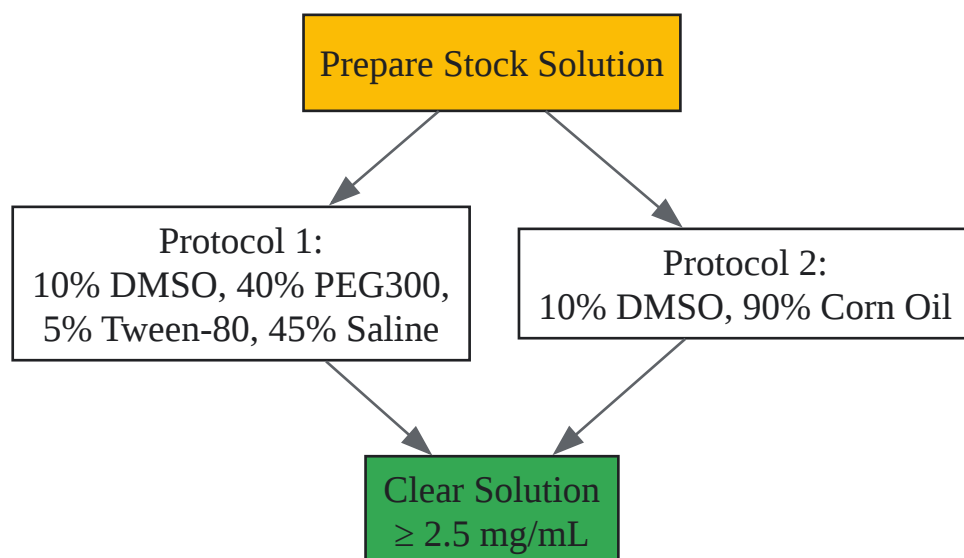 Prepare Stock Solution
Protocol 1:
10% DMSO, 40% PEG300,
5% Tween-80, 45% Saline
Protocol 2:
10% DMSO, 90% Corn Oil
Clear Solution
≥ 2.5 mg/mL